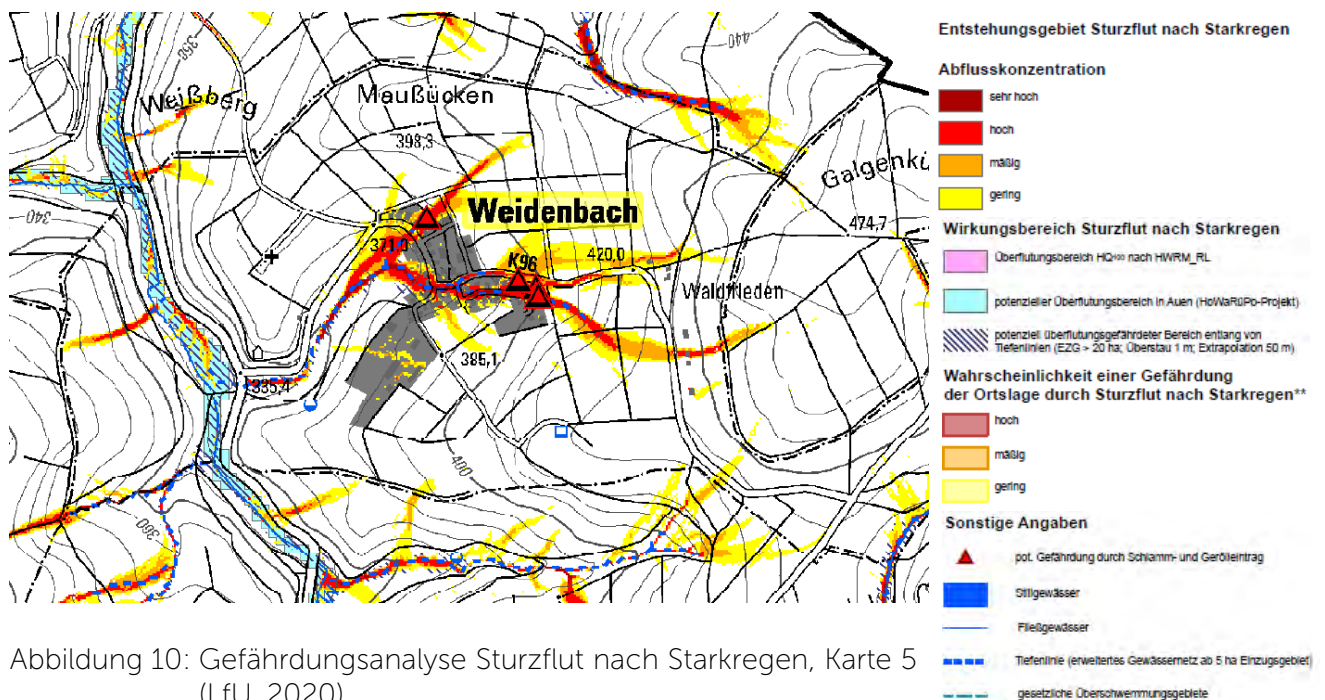 368
440
Weißberg
Maußücken
398,3
Galgenkü
340
Weidenbach
474,7
371,0
K96
420,0
Waldfrieden
385,1
335,4
400
380
Entstehungsgebiet Sturzflut nach Starkregen
Abflusskonzentration
sehr hoch
hoch
mäßig
gering
Wirkungsbereich Sturzflut nach Starkregen
Überflutungsbereich nach HWRM_RL
potenzieller Überflutungsbereich in Auen (HoWaRüPo-Projekt)
potenziell überflutungsgefährdeter Bereich entlang von
Tiefenlinien (EZG > 20 ha; Überstau 1 m; Extrapolation 50 m)
Wahrscheinlichkeit einer Gefährdung
der Ortslage durch Sturzflut nach Starkregen**
hoch
mäßig
gering
Sonstige Angaben
pot. Gefährdung durch Schlamm- und Gerölleintrag
Stillgewässer
Fließgewässer
Tiefenlinie (erweitertes Gewässernetz ab 5 ha Einzugsgebiet)
gesetzliche Überschwemmungsgebiete
Abbildung 10: Gefährdungsanalyse Sturzflut nach Starkregen, Karte 5
(LfU, 2020)